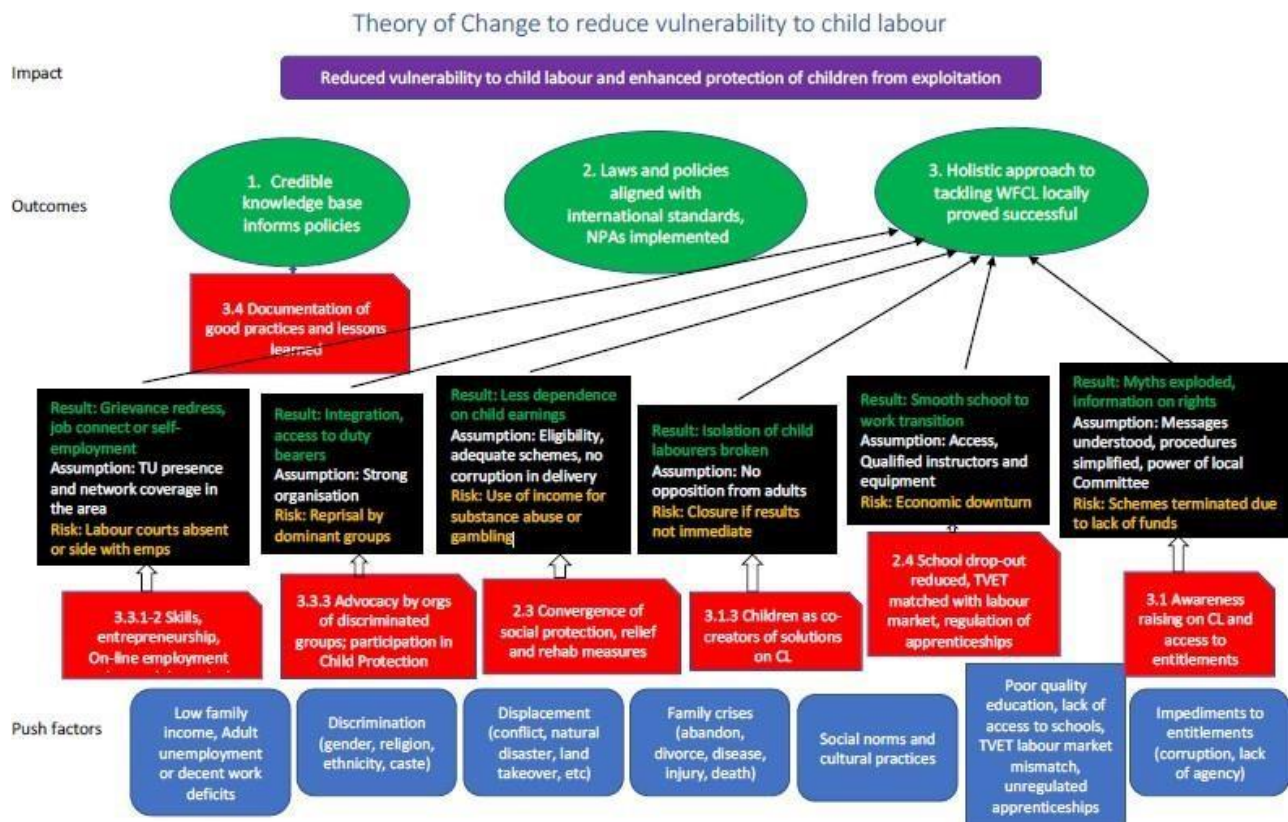 Theory of Change to reduce vulnerability to child labour
Impact
Reduced vulnerability to child labour and enhanced protection of children from exploitation
Outcomes
1. Credible
knowledge base
informs policies
2. Laws and policies
aligned with
international standards,
NPAs implemented
3. Holistic approach to
tackling WFCL locally
proved successful
3.4 Documentation of
good practices and lessons
learned
Result: Grievance redress,
job connect or self-
employment
Assumption: TU presence
and network coverage in
the area
Risk: Labour courts absent
or side with emps
Result: Integration,
access to duty
bearers
Assumption: Strong
organisation
Risk: Reprisal by
dominant groups
Result: Less dependence
on child earnings
Assumption: Eligibility,
adequate schemes, no
corruption in delivery
Risk: Use of income for
substance abuse or
gambling
Result: Isolation of child
labourers broken
Assumption: No
opposition from adults
Risk: Closure if results
not immediate
Result: Smooth school to
work transition
Assumption: Access,
Qualified instructors and
equipment
Risk: Economic downturn
Result: Myths exploded,
information on rights
Assumption: Messages
understood, procedures
simplified, power of local
Committee
Risk: Schemes terminated due
to lack of funds
3.3.1-2 Skills,
entrepreneurship,
On-line employment
3.3.3 Advocacy by orgs
of discriminated
groups; participation in
Child Protection
2.3 Convergence of
social protection, relief
and rehab measures
3.1.3 Children as co-
creators of solutions
on CL
2.4 School drop-out
reduced, TVET
matched with labour
market, regulation of
apprenticeships
3.1 Awareness
raising on CL and
access to
entitlements
Push factors
Low family
income, Adult
unemployment
or decent work
deficits
Discrimination
(gender, religion,
ethnicity, caste)
Displacement
(conflict, natural
disaster, land
takeover, etc)
Family crises
(abandon,
divorce, disease,
injury, death)
Social norms and
cultural practices
Poor quality
education, lack of
access to schools,
TVET labour market
mismatch,
unregulated
apprenticeships
Impediments to
entitlements
(corruption, lack
of agency)